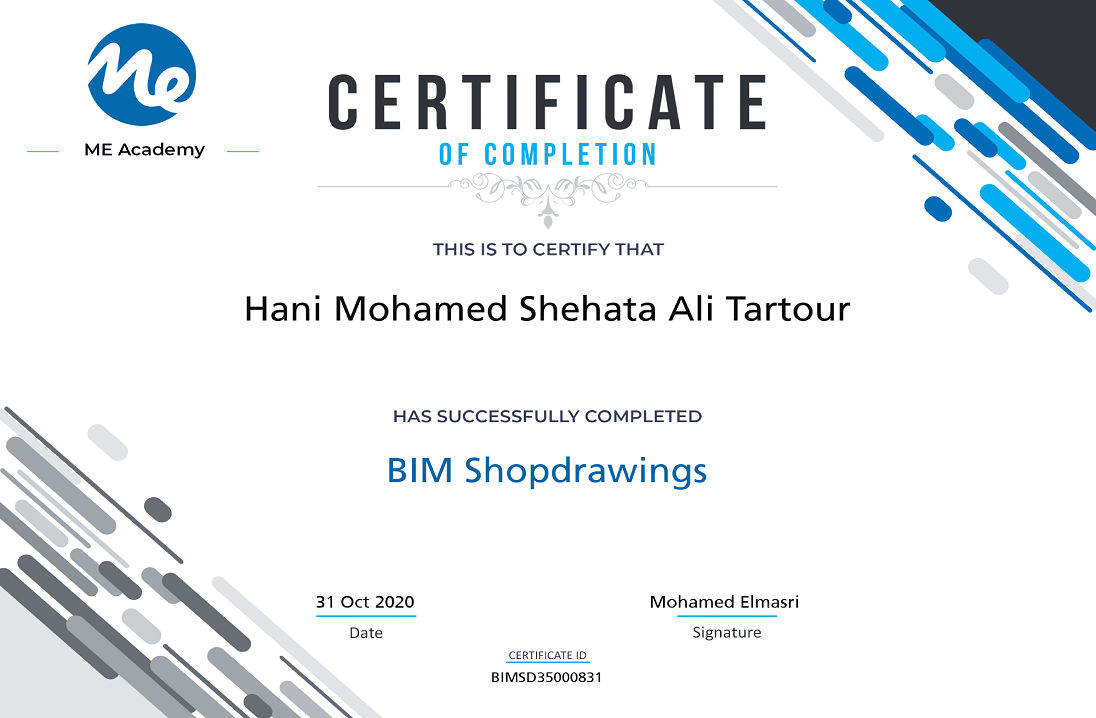 Me
ME Academy
CERTIFICATE
OF COMPLETION
THIS IS TO CERTIFY THAT
Hani Mohamed Shehata Ali Tartour
HAS SUCCESSFULLY COMPLETED
BIM Shopdrawings
31 Oct 2020
Date
Mohamed Elmasri
Signature
CERTIFICATE ID
BIMSD35000831